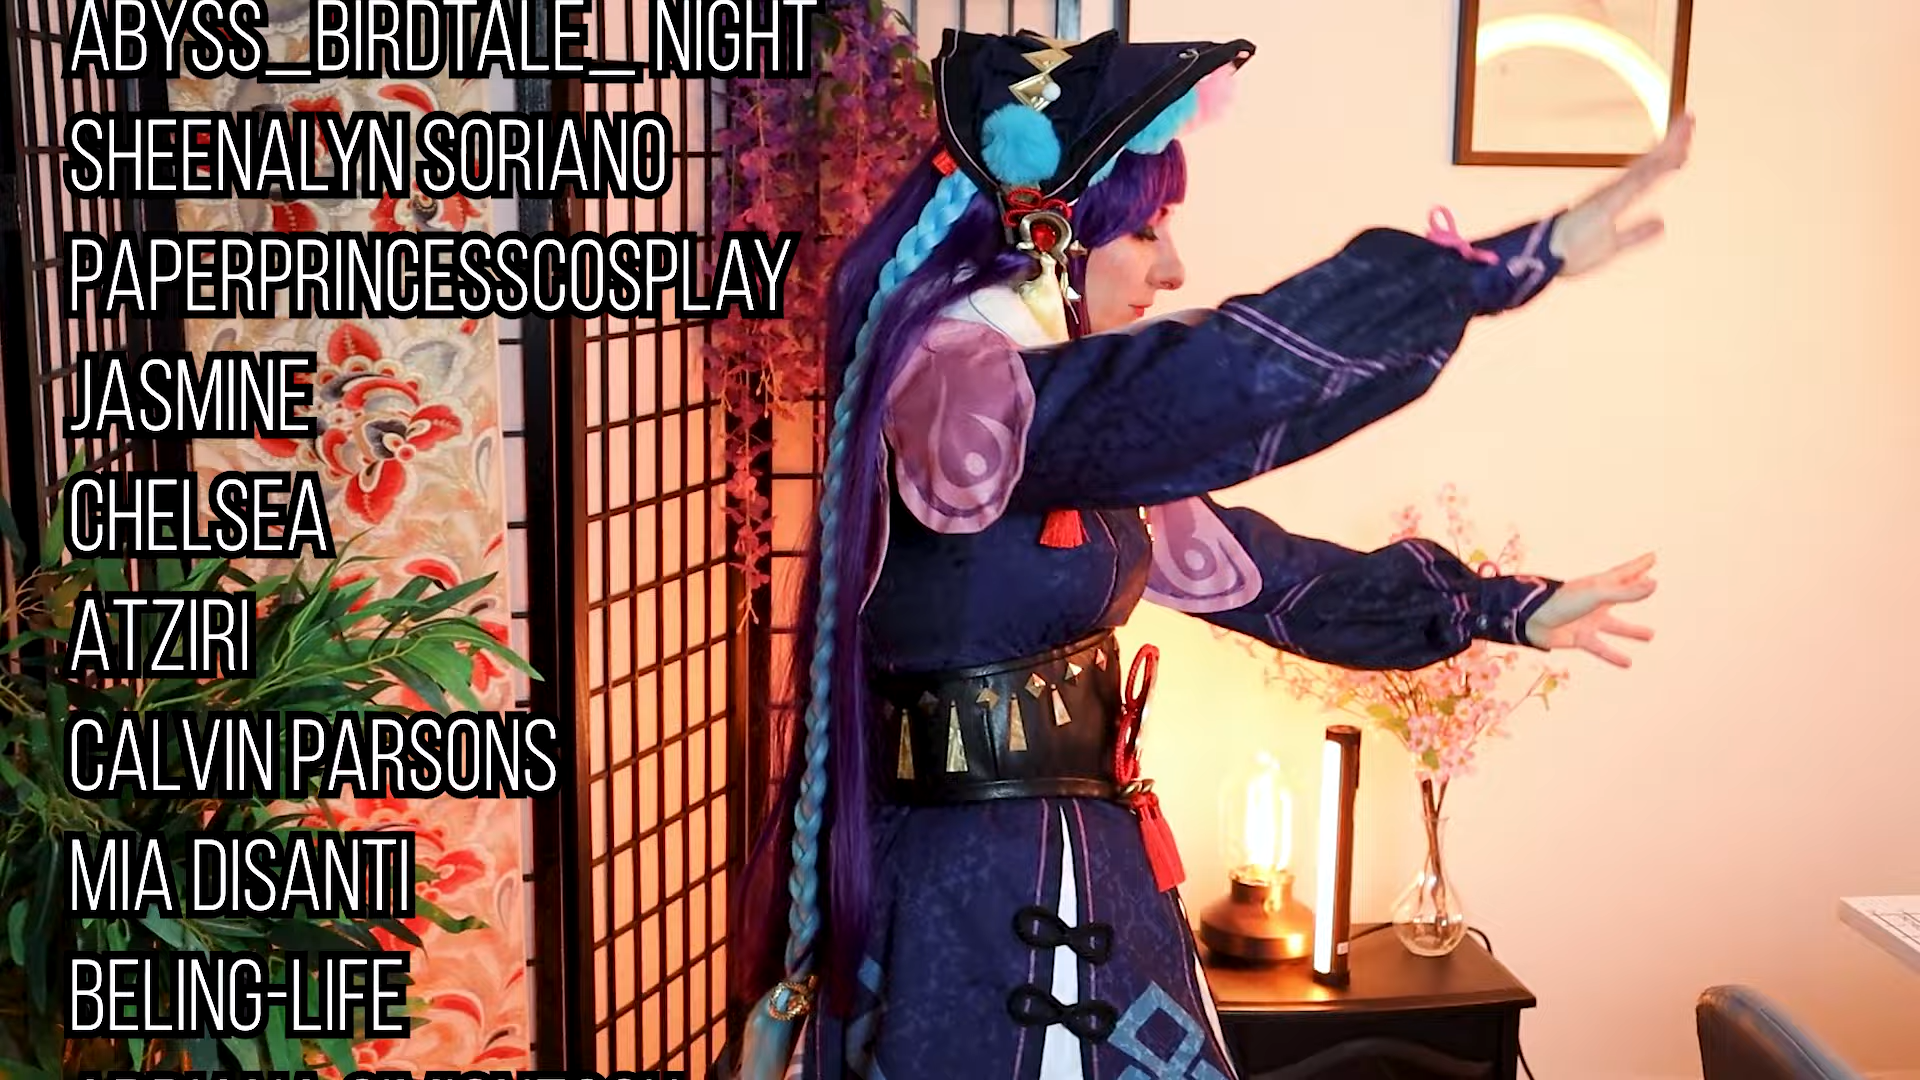 ABYSS_BIRDTALE_ NIGHT
SHEENALYN SORIANO
PAPERPRINCESSCOSPLAY
JASMINE
CHELSEA
ATZIRI
CALVIN PARSONS
MIA DISANTI
BELING-LIFE